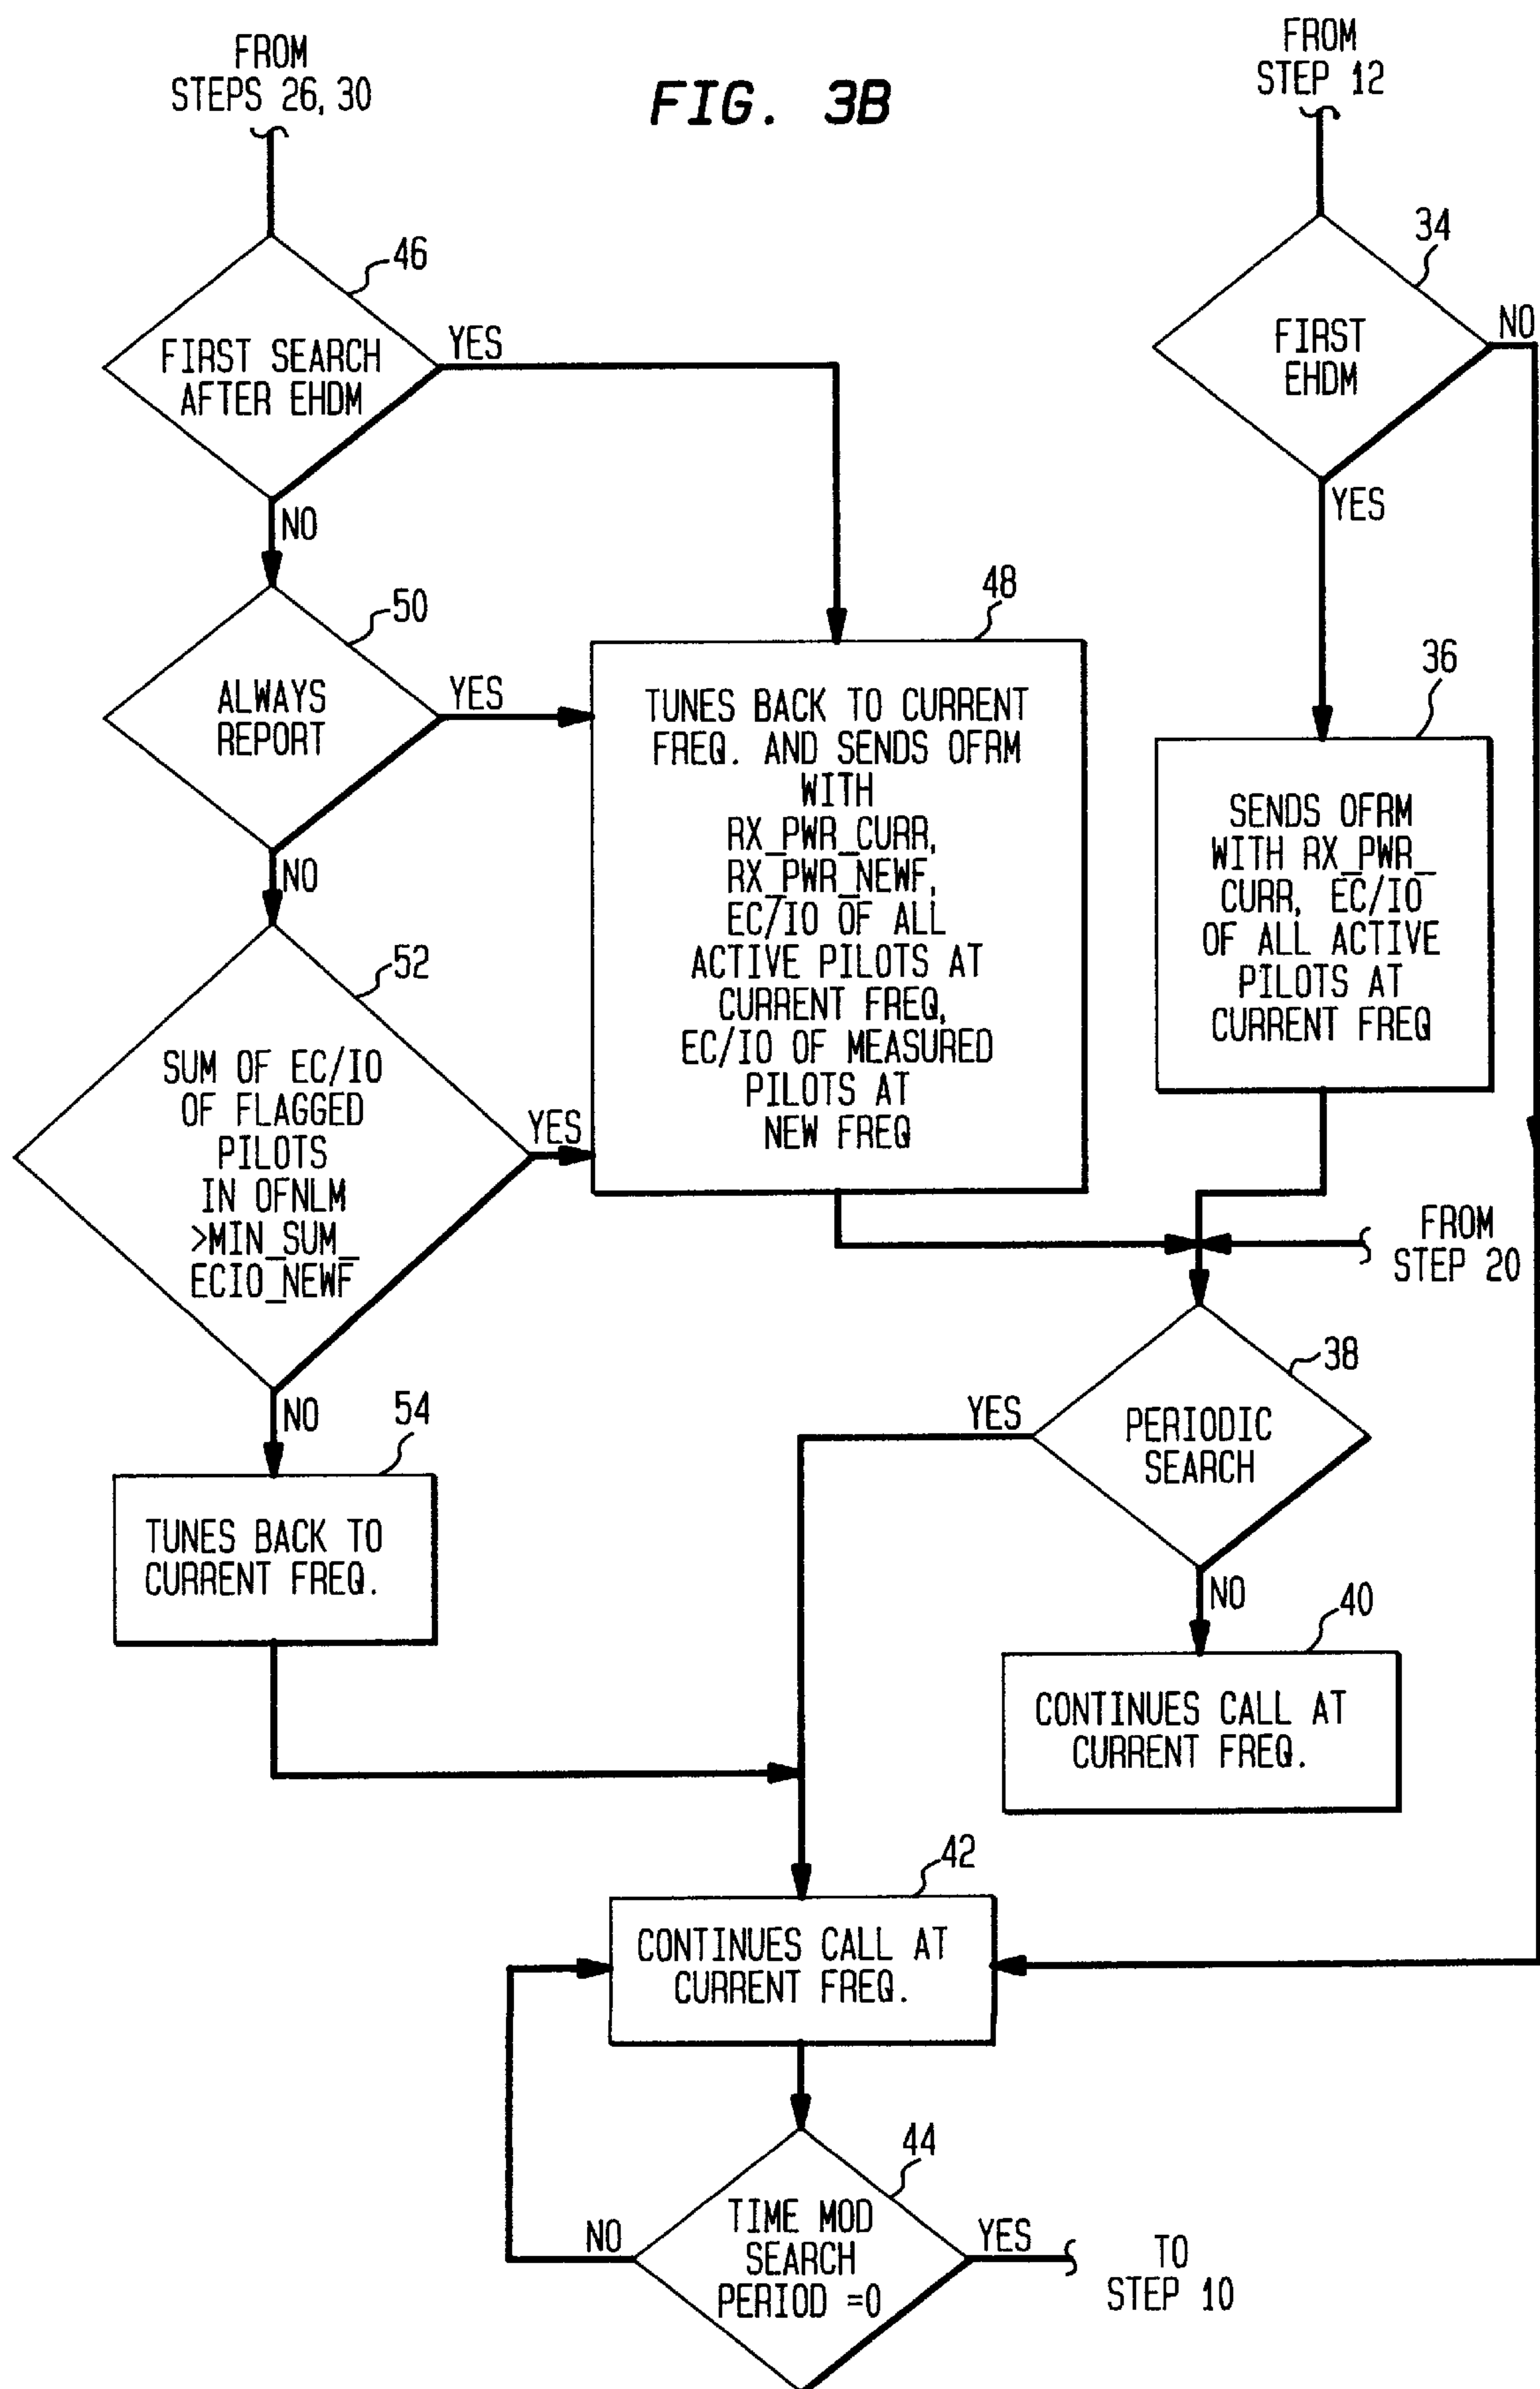 FROM
STEPS 26, 30
FIG. 3B
FROM
STEP 12
46
FIRST SEARCH
AFTER EHDM
YES
NO
34
FIRST
EHDM
NO
YES
50
ALWAYS
REPORT
YES
NO
48
TUNES BACK TO CURRENT
FREQ. AND SENDS OFRM
WITH
RX_PWR_CURR,
RX_PWR_NEWF,
EC/IO OF ALL
ACTIVE PILOTS AT
CURRENT FREQ,
EC/IO OF MEASURED
PILOTS AT
NEW FREQ
36
SENDS OFRM
WITH RX_PWR_
CURR, EC/IO
OF ALL ACTIVE
PILOTS AT
CURRENT FREQ
52
SUM OF EC/IO
OF FLAGGED
PILOTS
IN OFNLM
>MIN_SUM_
ECIO_NEWF
YES
NO
FROM
STEP 20
38
PERIODIC
SEARCH
YES
NO
54
TUNES BACK TO
CURRENT FREQ.
40
CONTINUES CALL AT
CURRENT FREQ.
42
CONTINUES CALL AT
CURRENT FREQ.
44
TIME MOD
SEARCH
PERIOD =0
NO
YES
TO
STEP 10